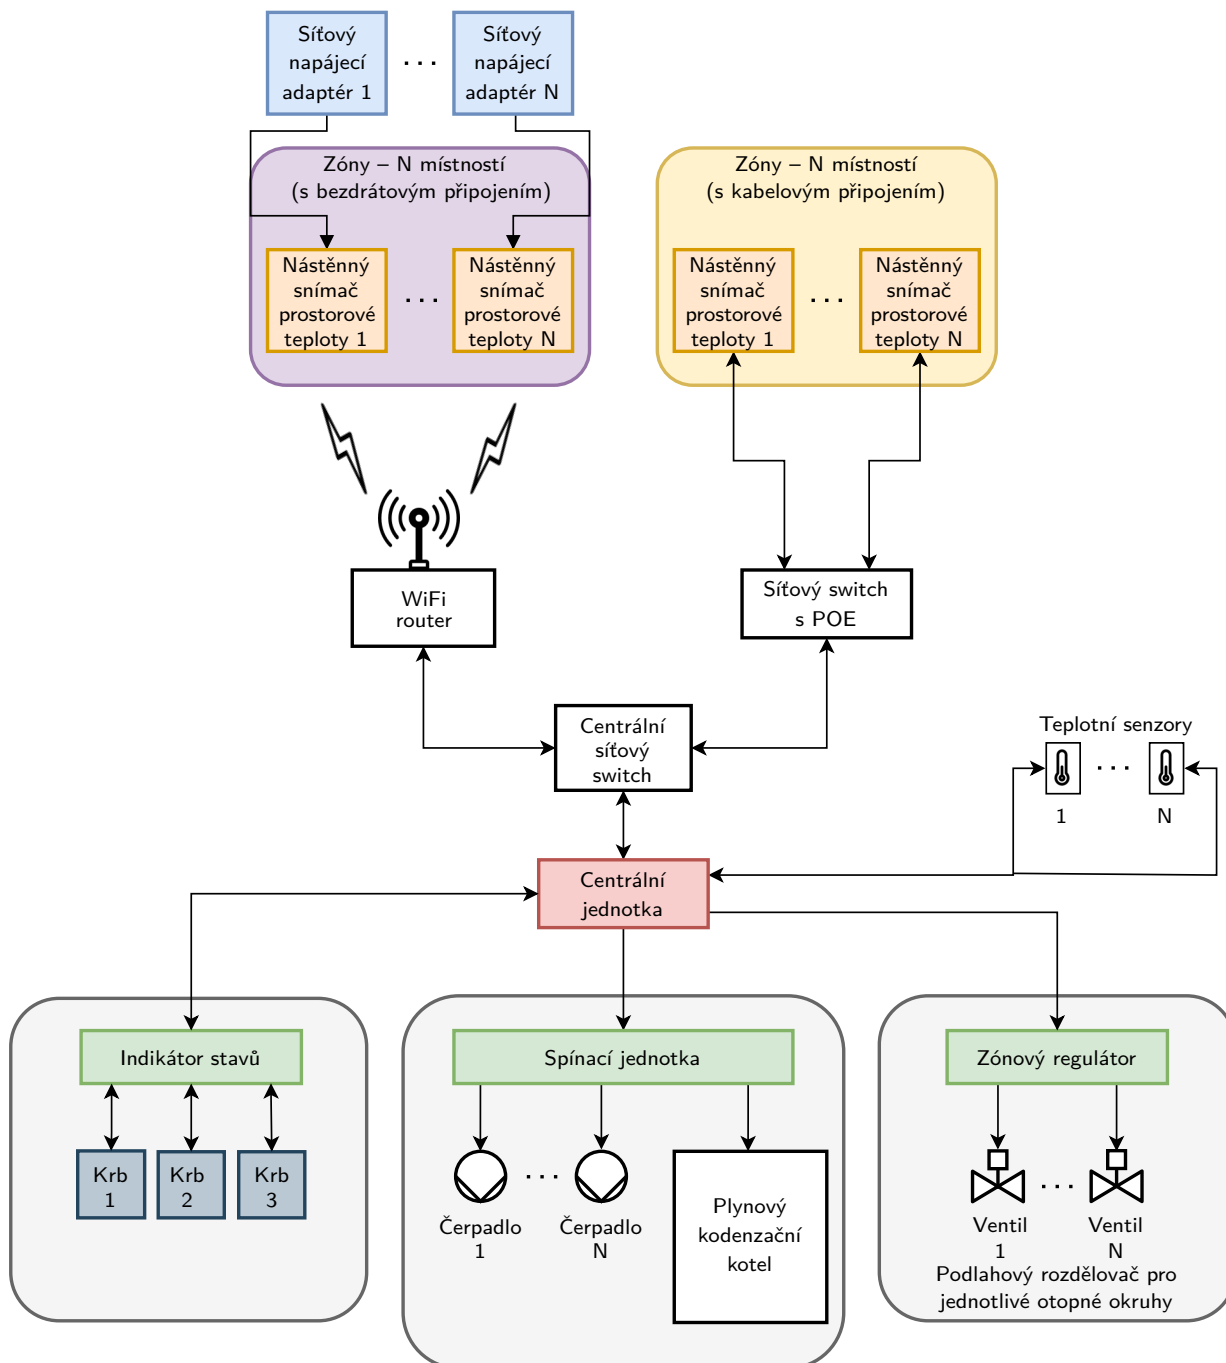 Síťový
napájecí
adaptér 1
. . .
Síťový
napájecí
adaptér N
Zóny – N místností
(s bezdrátovým připojením)
Nástěnný
snímač
prostorové
teploty 1
. . .
Nástěnný
snímač
prostorové
teploty N
Zóny – N místností
(s kabelovým připojením)
Nástěnný
snímač
prostorové
teploty 1
. . .
Nástěnný
snímač
prostorové
teploty N
WiFi
router
Síťový switch
s POE
Centrální
síťový
switch
Teplotní senzory
. . .
1
N
Centrální
jednotka
Indikátor stavů
Krb
1
Krb
2
Krb
3
Spínací jednotka
. . .
Čerpadlo
1
Čerpadlo
N
Plynový
kodenzační
kotel
Zónový regulátor
. . .
Ventil
1
Ventil
N
Podlahový rozdělovač pro
jednotlivé otopné okruhy